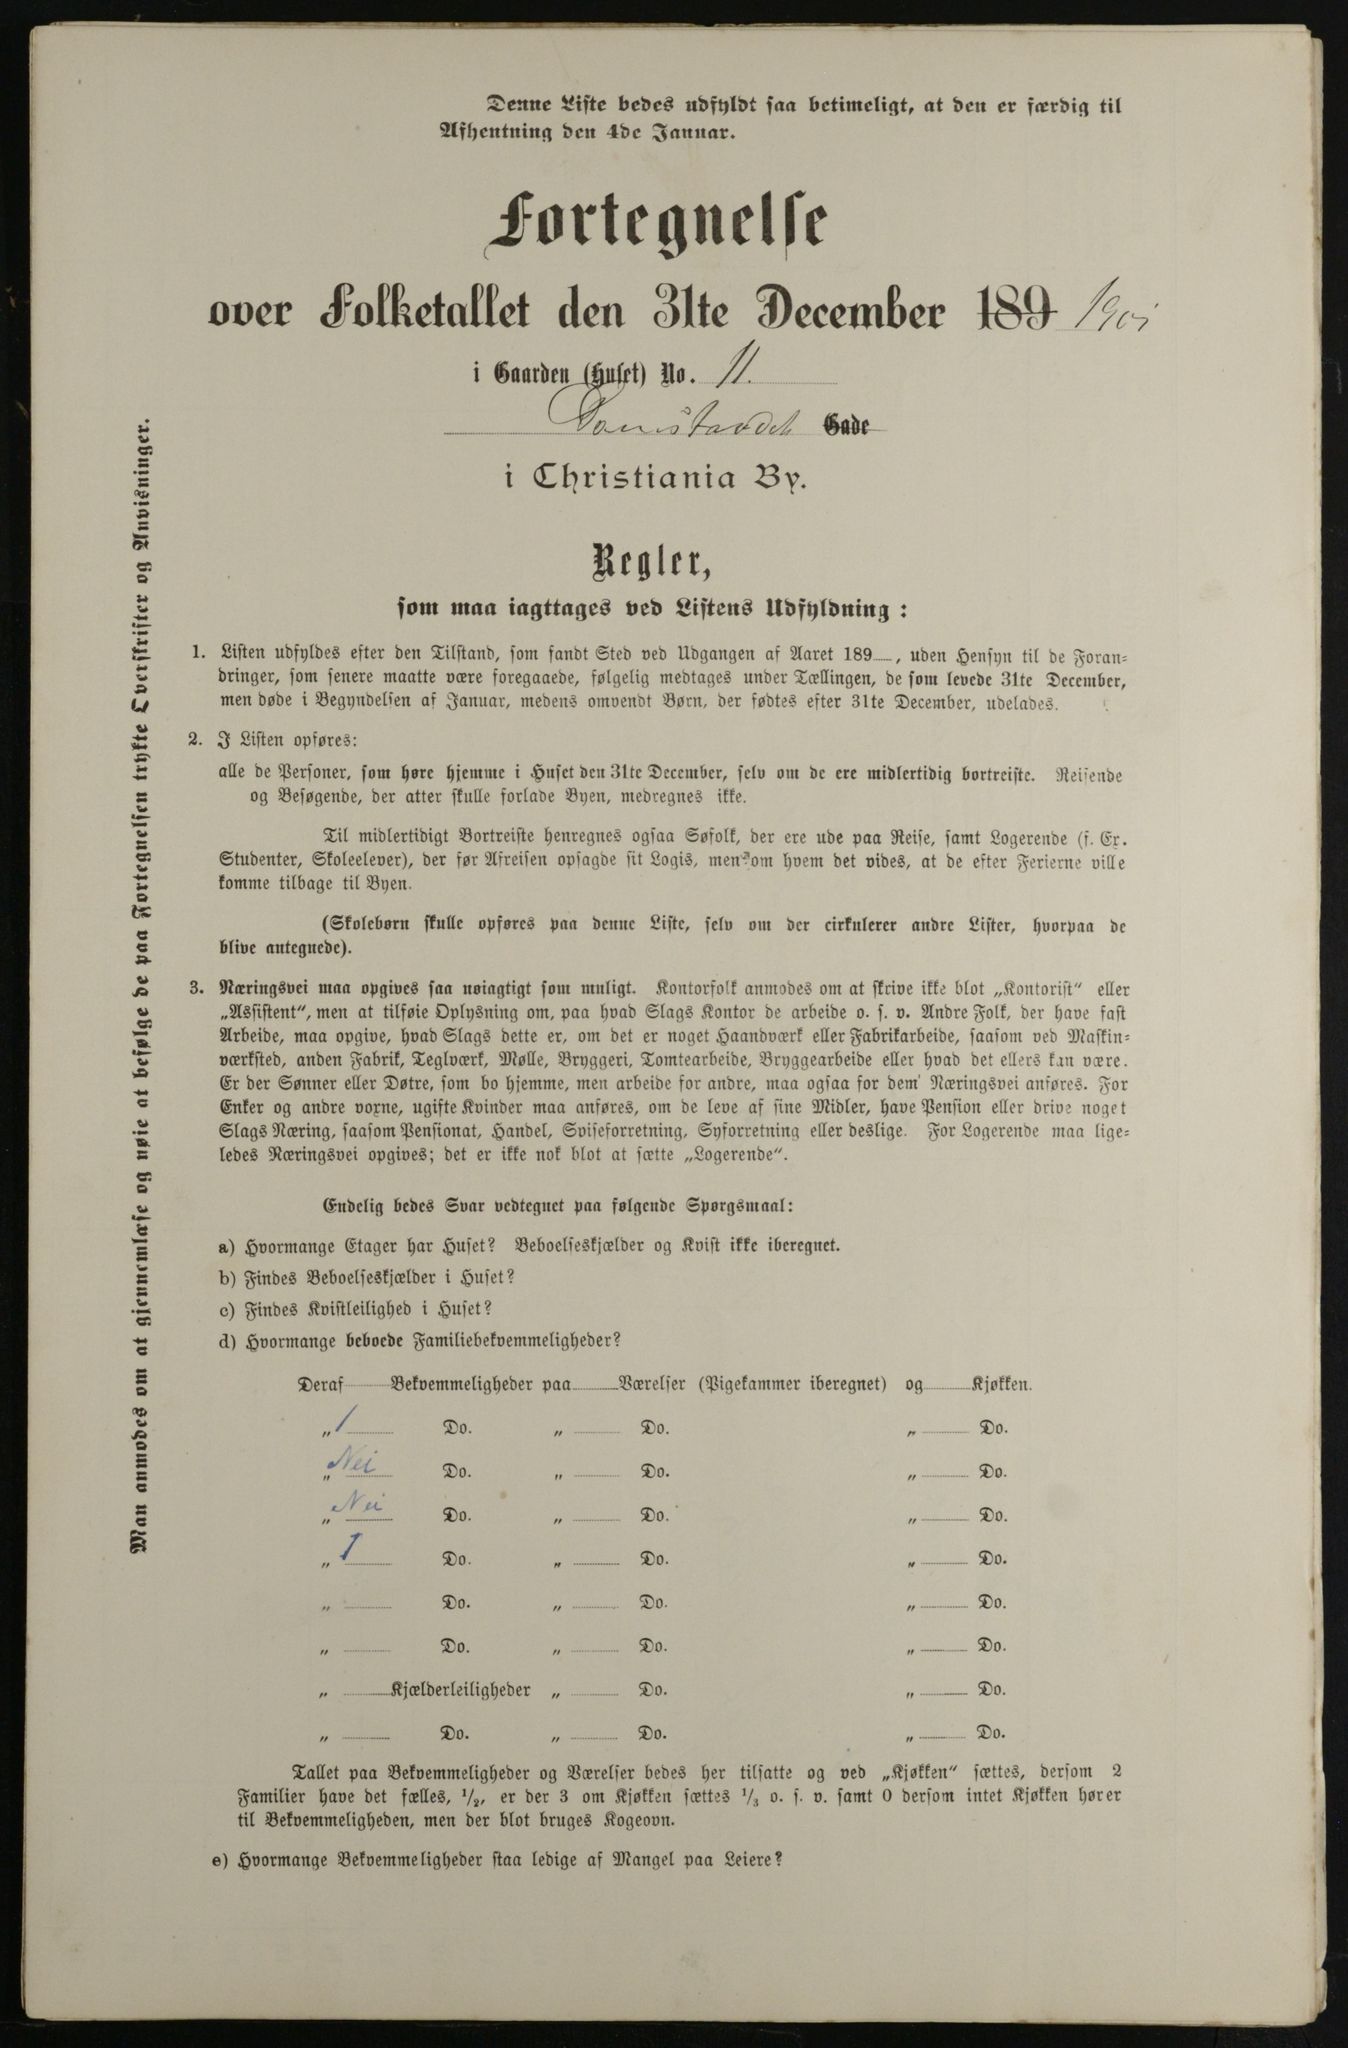 Denne Liste bedes udfyldt saa betimeligt, at den er færdig til
Afhentning den 4de Januar.
Fortegnelse
over Folketallet den 31te December 189 1901
i Gaarden (Huset) No. 11.
Gade
i Christiania By.
Regler,
som maa iagttages ved Listens Udfyldning:
1. Listen udfyldes efter den Tilstand, som fandt Sted ved Udgangen af Aaret 189 , uden Hensyn til de Foran-
dringer, som senere maatte være foregaaede, følgelig medtages under Tællingen, de som levede 31te December,
men døde i Begyndelsen af Januar, medens omvendt Børn, der fødtes efter 31te December, udelades.
2. I Listen opføres:
alle de Personer, som høre hjemme i Huset den 31te December, selv om de ere midlertidig bortreiste. Reisende
og Besøgende, der atter skulle forlade Byen, medregnes ikke.
Til midlertidigt Bortreiste henregnes ogsaa Søfolk, der ere ude paa Reise, samt Logerende (f. Ex.
Studenter, Skoleelever), der før Afreisen opsagde sit Logis, men om hvem det vides, at de efter Ferierne ville
komme tilbage til Byen.
(Skolebørn skulle opføres paa denne Liste, selv om der cirkulerer andre Lister, hvorpaa de
blive antegnede).
3. Næringsvei maa opgives saa nøiagtigt som muligt. Kontorfolk anmodes om at skrive ikke blot „Kontorist" eller
„Assistent", men at tilføie Oplysning om, paa hvad Slags Kontor de arbeide o. s. v. Andre Folk, der have fast
Arbeide, maa opgive, hvad Slags dette er, om det er noget Haandværk eller Fabrikarbeide, saasom ved Maskin-
værksted, anden Fabrik, Teglværk, Mølle, Bryggeri, Tomtearbeide, Bryggearbeide eller hvad det ellers kan være.
Er der Sønner eller Døtre, som bo hjemme, men arbeide for andre, maa ogsaa for dem Næringsvei anføres. For
Enker og andre voxne, ugifte Kvinder maa anføres, om de leve af sine Midler, have Pension eller drive noget
Slags Næring, saasom Pensionat, Handel, Spiseforretning, Syforretning eller deslige. For Logerende maa lige-
ledes Næringsvei opgives; det er ikke nok blot at sætte „Logerende".
Endelig bedes Svar vedtegnet paa følgende Spørgsmaal:
a) Hvormange Etager har Huset? Beboelseskjælder og Kvist ikke iberegnet.
b) Findes Beboelseskjælder i Huset?
c) Findes Kvistleilighed i Huset?
d) Hvormange beboede Familiebekvemmeligheder?
Deraf Bekvemmeligheder paa Værelser (Pigekammer iberegnet) og Kjøkken.
„ 1 Do. „ Do. „ Do.
„ Nei Do. „ Do. „ Do.
„ Nei Do. „ Do. „ Do.
„ 1 Do. „ Do. „ Do.
„ Do. „ Do. „ Do.
„ Do. „ Do. „ Do.
„ Kjælderleiligheder „ Do. „ Do.
„ Do. „ Do. „ Do.
Tallet paa Bekvemmeligheder og Værelser bedes her tilsatte og ved „Kjøkken" sættes, dersom 2
Familier have det fælles, 1/2, er der 3 om Kjøkken sættes 1/3 o. s. v. samt 0 dersom intet Kjøkken hører
til Bekvemmeligheden, men der blot bruges Kogeovn.
e) Hvormange Bekvemmeligheder staa ledige af Mangel paa Leiere?
Man anmodes om at gjennemlæse og nøie at befølge de paa Fortegnelsen trykte Overskrifter og Anvisninger.